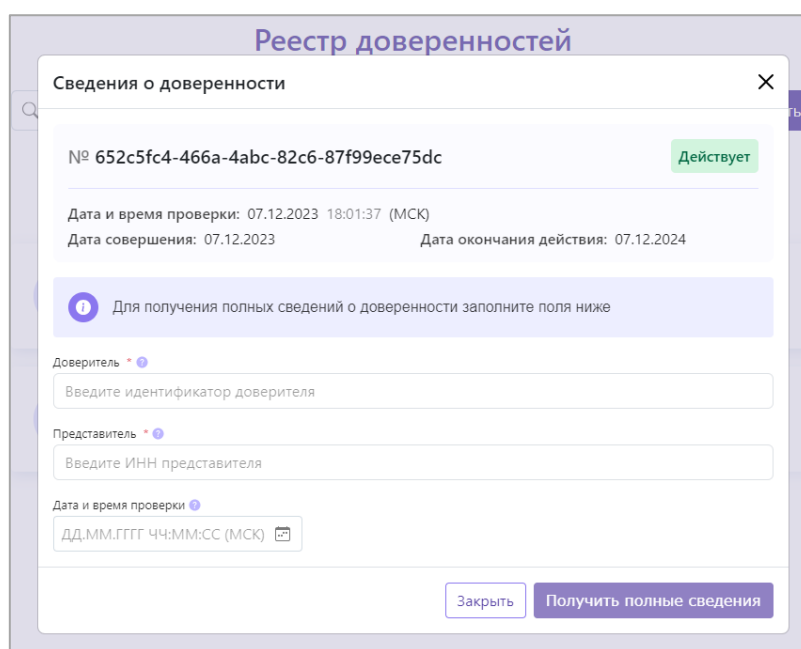 Реестр доверенностей
Сведения о доверенности
№ 652c5fc4-466a-4abc-82c6-87f99ece75dc
Действует
Дата и время проверки: 07.12.2023 18:01:37 (МСК)
Дата совершения: 07.12.2023 Дата окончания действия: 07.12.2024
Для получения полных сведений о доверенности заполните поля ниже
Доверитель *
Введите идентификатор доверителя
Представитель *
Введите ИНН представителя
Дата и время проверки
ДД.ММ.ГГГГ ЧЧ:ММ:СС (МСК)
Закрыть Получить полные сведения